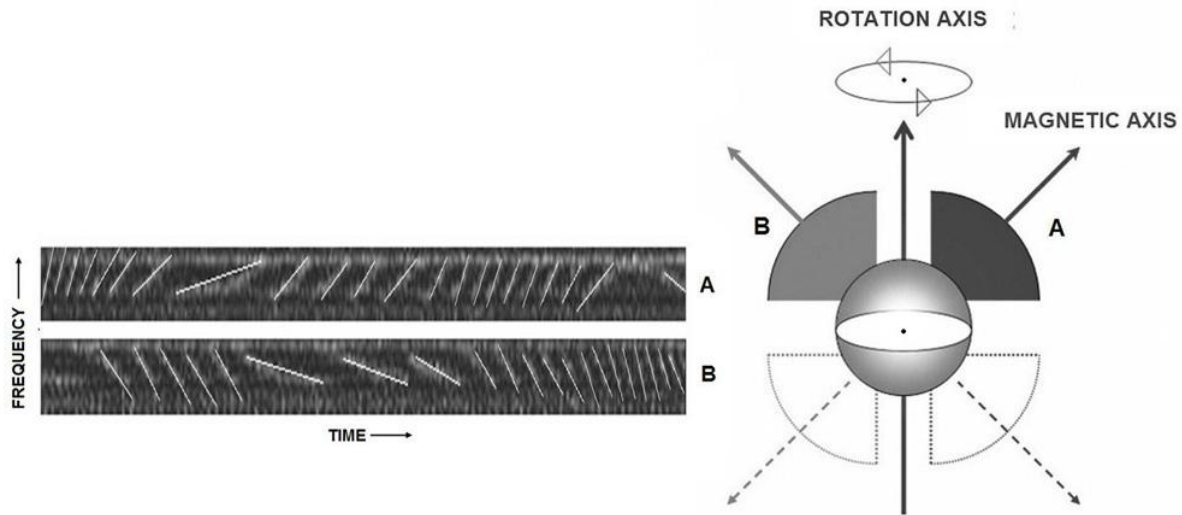 ROTATION AXIS
MAGNETIC AXIS
B
A
FREQUENCY
A
B
TIME